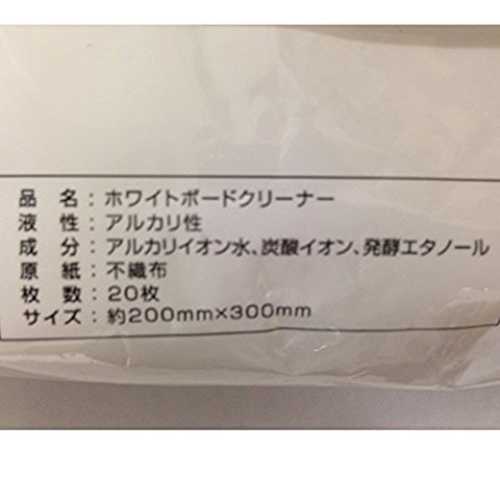 品 名：ホワイトボードクリーナー
液 性：アルカリ性
成 分：アルカリイオン水、炭酸イオン、発酵エタノール
原 紙：不織布
枚 数：20枚
サイズ：約200mm×300mm